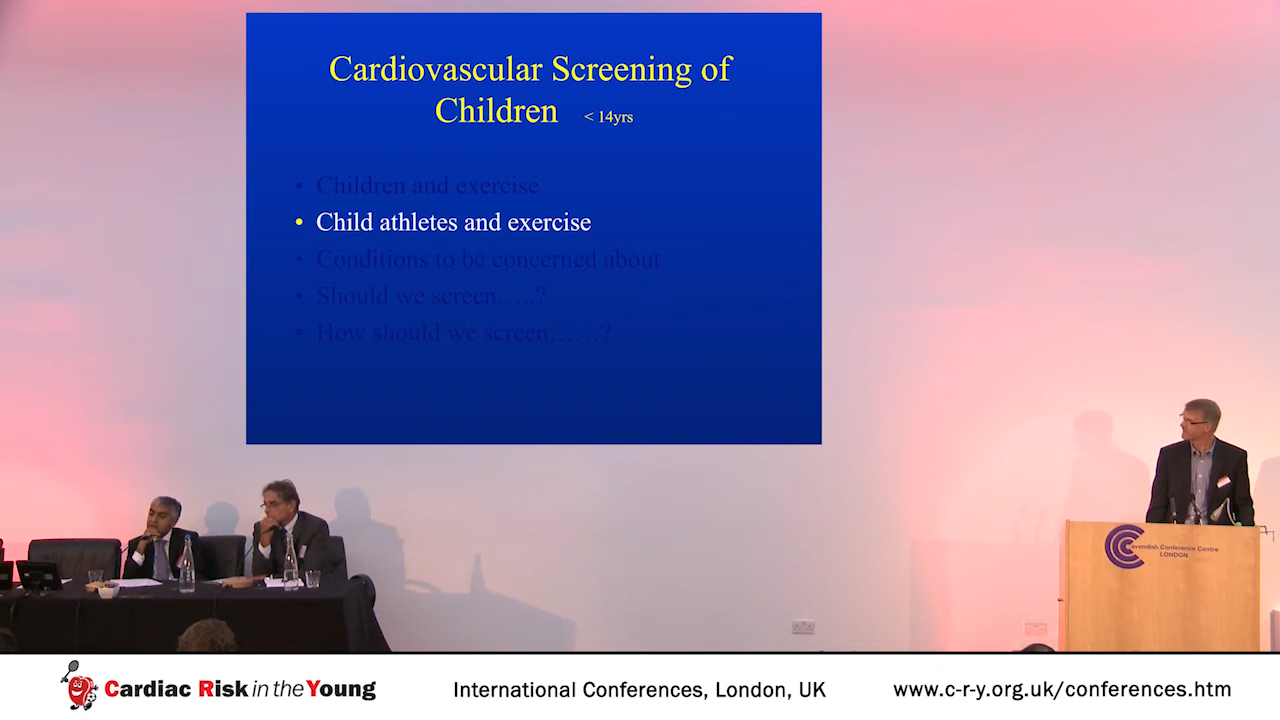 Cardiovascular Screening of
Children < 14yrs
• Children and exercise
• Child athletes and exercise
• Conditions to be concerned about
• Should we screen…..?
• How should we screen……?
Cavendish Conference Centre
LONDON
Cardiac Risk in the Young
International Conferences, London, UK
www.c-r-y.org.uk/conferences.htm